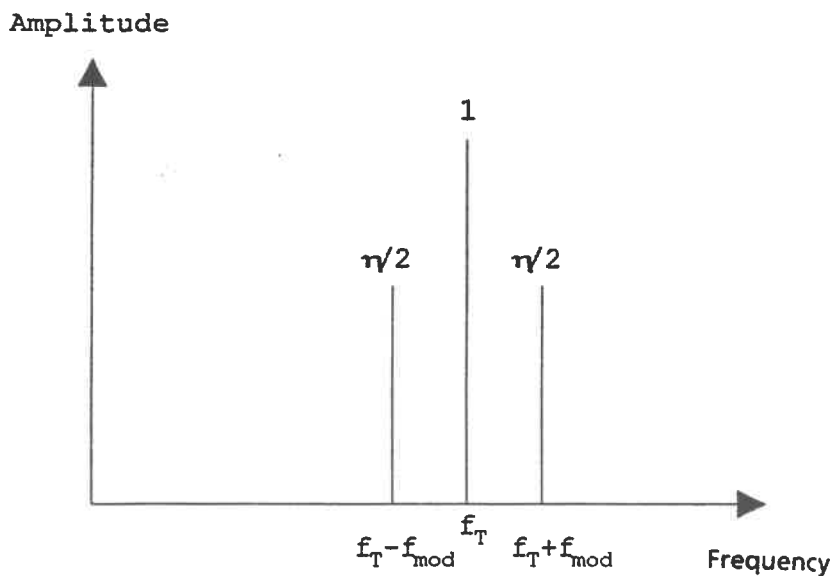 Amplitude
1
η/2 η/2
f_T
f_T-f_mod f_T+f_mod
Frequency